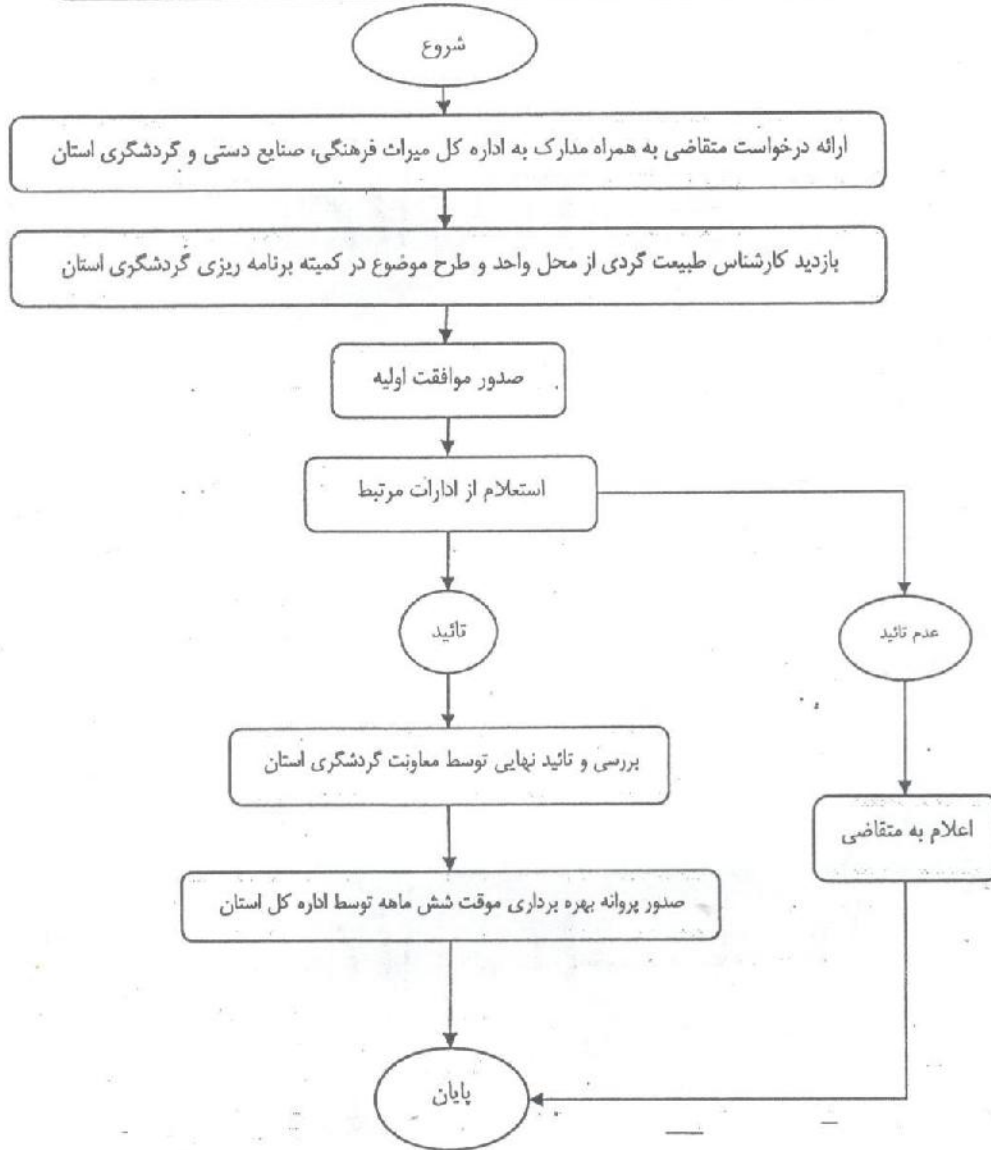 شروع
ارائه درخواست متقاضی به همراه مدارک به اداره کل میراث فرهنگی، صنایع دستی و گردشگری استان
بازدید کارشناس طبیعت گردی از محل واحد و طرح موضوع در کمیته برنامه ریزی گردشگری استان
صدور موافقت اولیه
استعلام از ادارات مرتبط
تائید
عدم تائید
بررسی و تائید نهایی توسط معاونت گردشگری استان
اعلام به متقاضی
صدور پروانه بهره برداری موقت شش ماهه توسط اداره کل استان
پایان